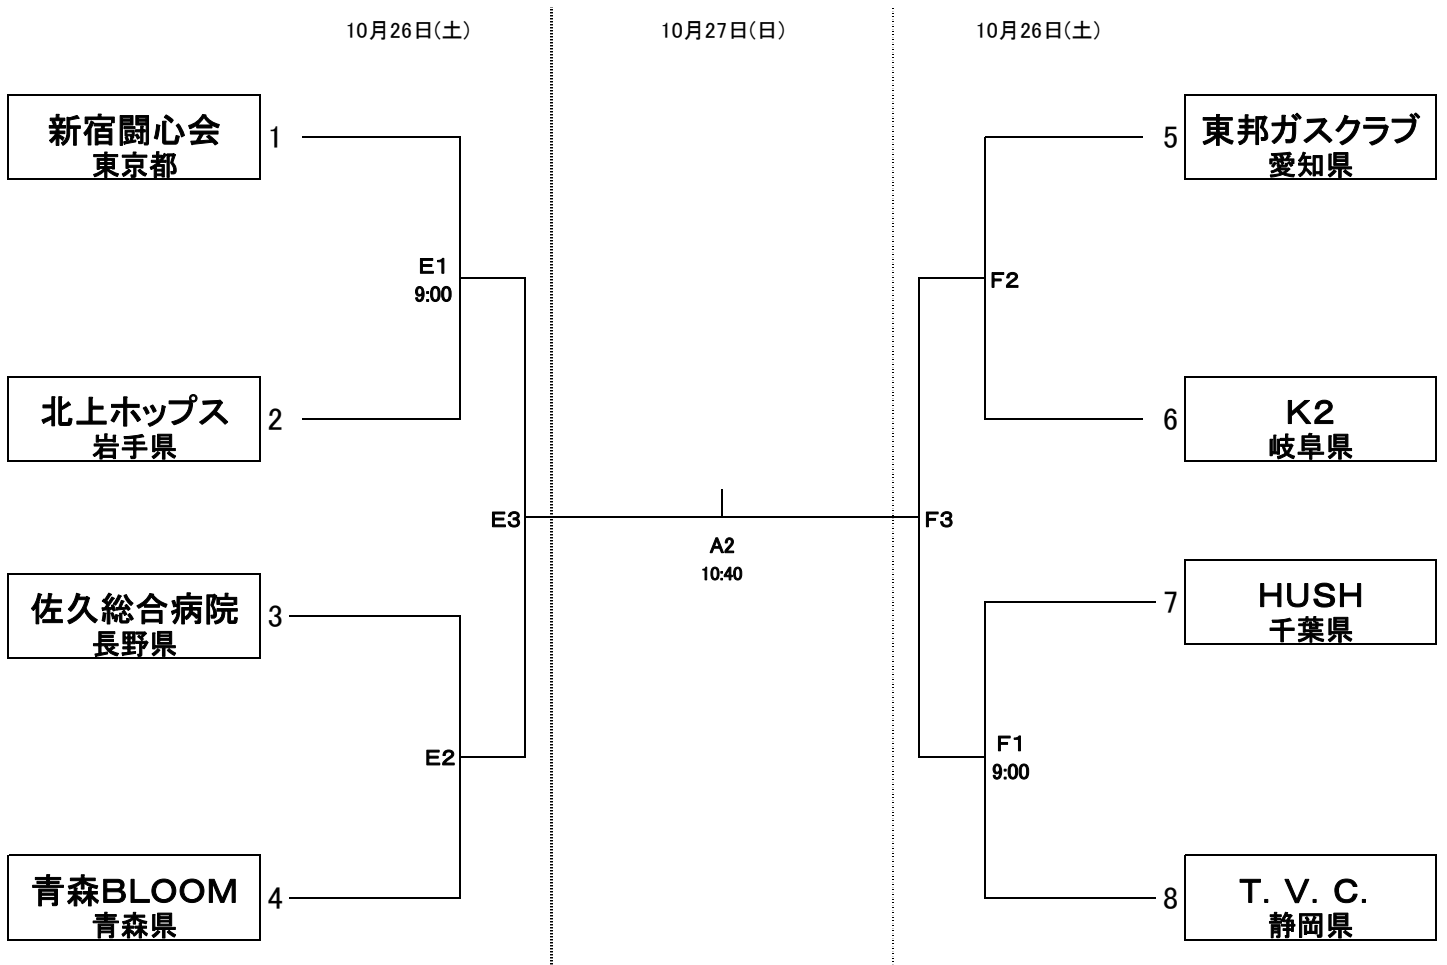 10月26日(土)
10月27日(日)
10月26日(土)
新宿闘心会
東京都
1
5
東邦ガスクラブ
愛知県
E1
9:00
F2
北上ホップス
岩手県
2
6
K2
岐阜県
E3
F3
A2
10:40
佐久総合病院
長野県
3
7
HUSH
千葉県
E2
F1
9:00
青森BLOOM
青森県
4
8
T. V. C.
静岡県